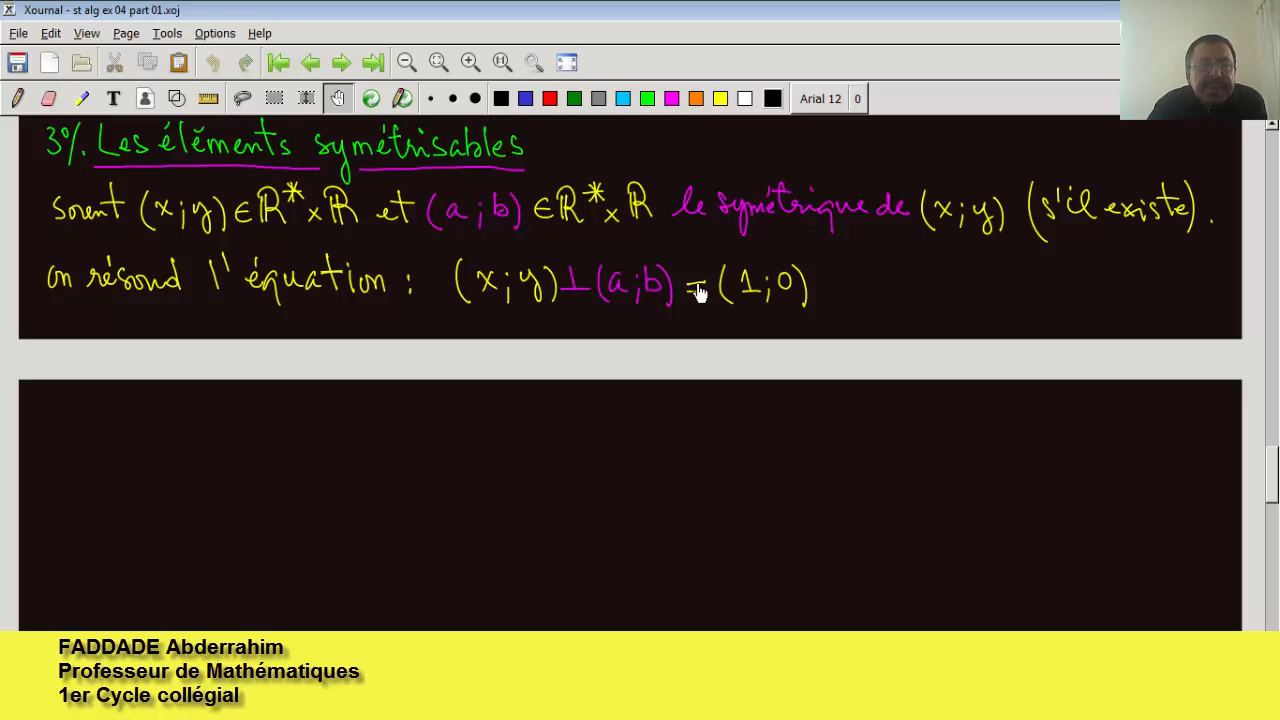 Xournal - st alg ex 04 part 01.xoj
File Edit View Page Tools Options Help
Arial 12 0
3°/. Les éléments symétrisables
soient (x;y) ∈ ℝ* × ℝ et (a;b) ∈ ℝ* × ℝ le symétrique de (x;y) (s'il existe).
on résond l'équation : (x;y) ⊥ (a;b) = (1;0)
FADDADE Abderrahim
Professeur de Mathématiques
1er Cycle collégial